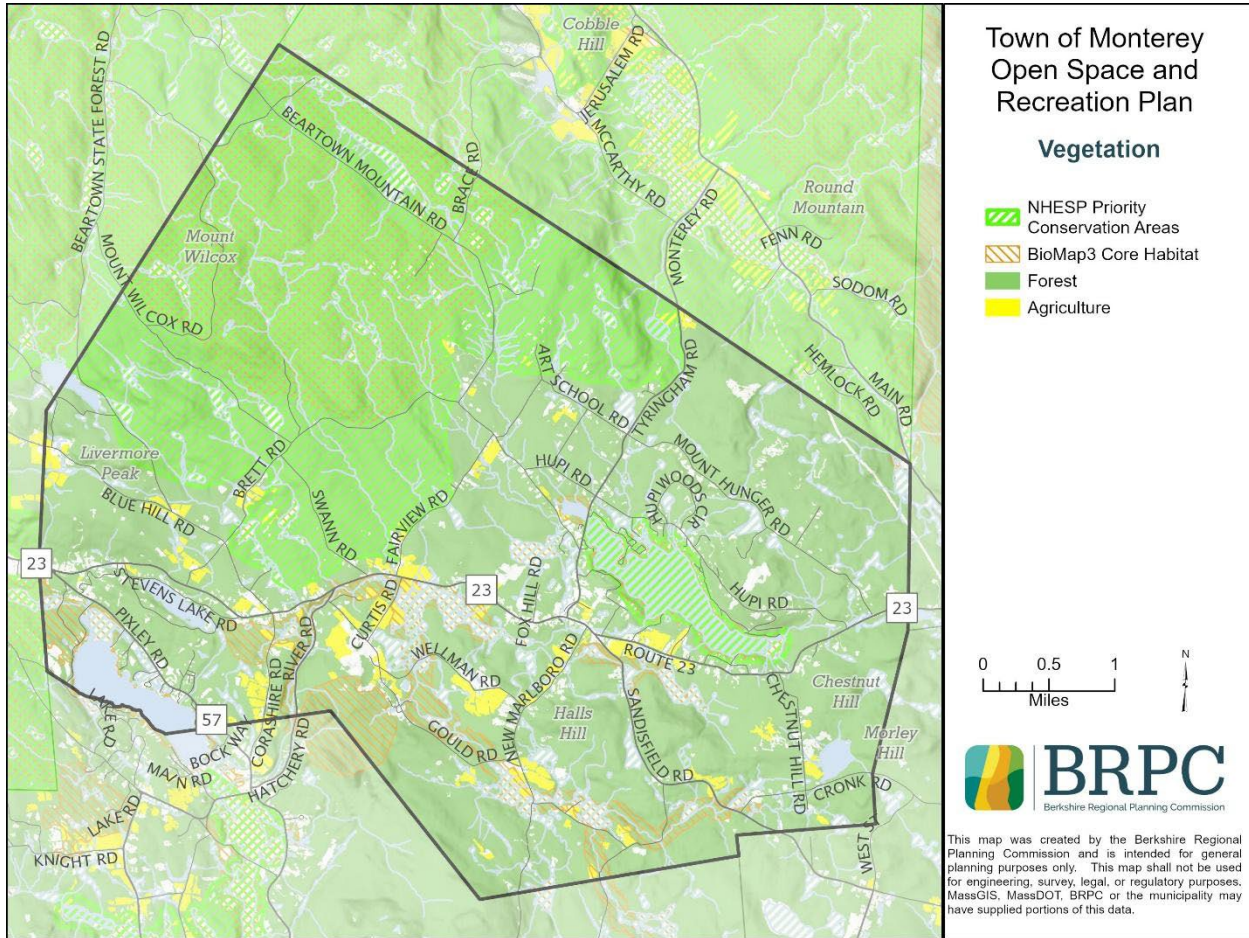 Cobble
Hill
JERUSALEM RD
BEARTOWN STATE FOREST RD
BEARTOWN MOUNTAIN RD
BRACE RD
MCCARTHY RD
MONTEREY RD
Round
Mountain
FENN RD
SODOM RD
Mount
Wilcox
MOUNT WILCOX RD
HEMLOCK RD
MAIN RD
ART SCHOOL RD
TYRINGHAM RD
Livermore
Peak
BRETT RD
BLUE HILL RD
SWANN RD
FAIRVIEW RD
HUPI RD
HUPI WOODS CIR
MOUNT HUNGER RD
23
STEVENS LAKE RD
PIXLEY RD
CURTIS RD
23
FOX HILL RD
HUPI RD
23
RIVER RD
CORASHIRE RD
WELLMAN RD
NEW MARLBORO RD
ROUTE 23
SANDISFIELD RD
CHESTNUT HILL RD
Chestnut
Hill
LAKE RD
57
BOCK WAY
MAIN RD
HATCHERY RD
GOULD RD
Halls
Hill
Morley
Hill
CRONK RD
LAKE RD
KNIGHT RD
WEST S
Town of Monterey
Open Space and
Recreation Plan
Vegetation
NHESP Priority
Conservation Areas
BioMap3 Core Habitat
Forest
Agriculture
0 0.5 1
Miles
N
BRPC
Berkshire Regional Planning Commission
This map was created by the Berkshire Regional
Planning Commission and is intended for general
planning purposes only. This map shall not be used
for engineering, survey, legal, or regulatory purposes.
MassGIS, MassDOT, BRPC or the municipality may
have supplied portions of this data.